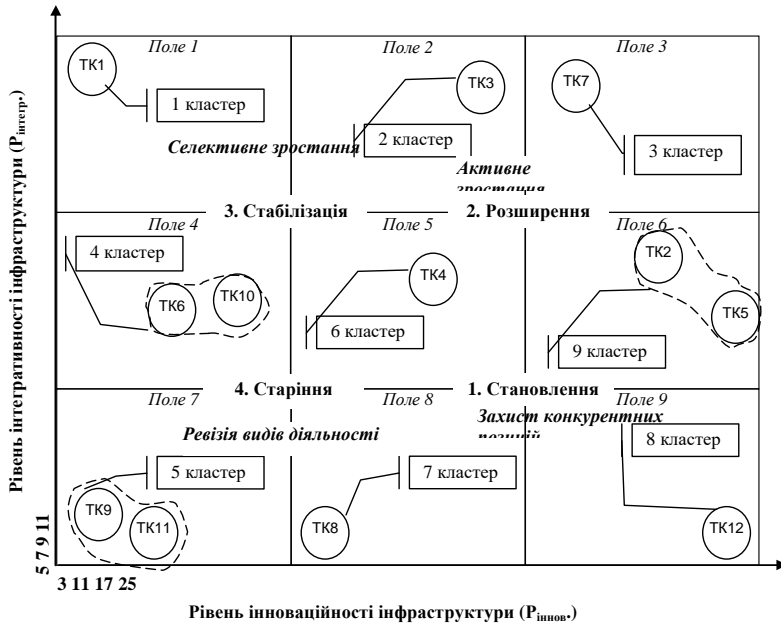 Рівень інтегративності інфраструктури (Рінтегр.)
Поле 1
Поле 2
Поле 3
ТК1
ТК3
ТК7
1 кластер
2 кластер
3 кластер
Селективне зростання
Активне
зростання
3. Стабілізація
2. Розширення
Поле 4
Поле 5
Поле 6
4 кластер
ТК6
ТК10
ТК4
ТК2
ТК5
6 кластер
9 кластер
4. Старіння
1. Становлення
Поле 7
Поле 8
Поле 9
Ревізія видів діяльності
Захист конкурентних
позицій
5 кластер
7 кластер
8 кластер
ТК9
ТК11
ТК8
ТК12
5 7 9 11
3 11 17 25
Рівень інноваційності інфраструктури (Ріннов.)